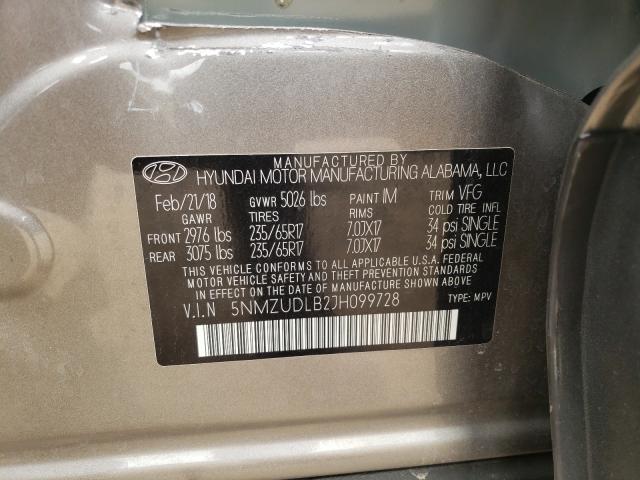 MANUFACTURED BY
HYUNDAI MOTOR MANUFACTURING ALABAMA, LLC
Feb/21/18 GVWR 5026 lbs PAINT IM TRIM VFG
GAWR TIRES RIMS COLD TIRE INFL
FRONT 2976 lbs 235/65R17 7.0JX17 34 psi SINGLE
REAR 3075 lbs 235/65R17 7.0JX17 34 psi SINGLE
THIS VEHICLE CONFORMS TO ALL APPLICABLE U.S.A. FEDERAL
MOTOR VEHICLE SAFETY, BUMPER, AND THEFT PREVENTION STANDARDS
IN EFFECT ON THE DATE OF MANUFACTURE SHOWN ABOVE
V.I.N 5NMZUDLB2JH099728 TYPE: MPV